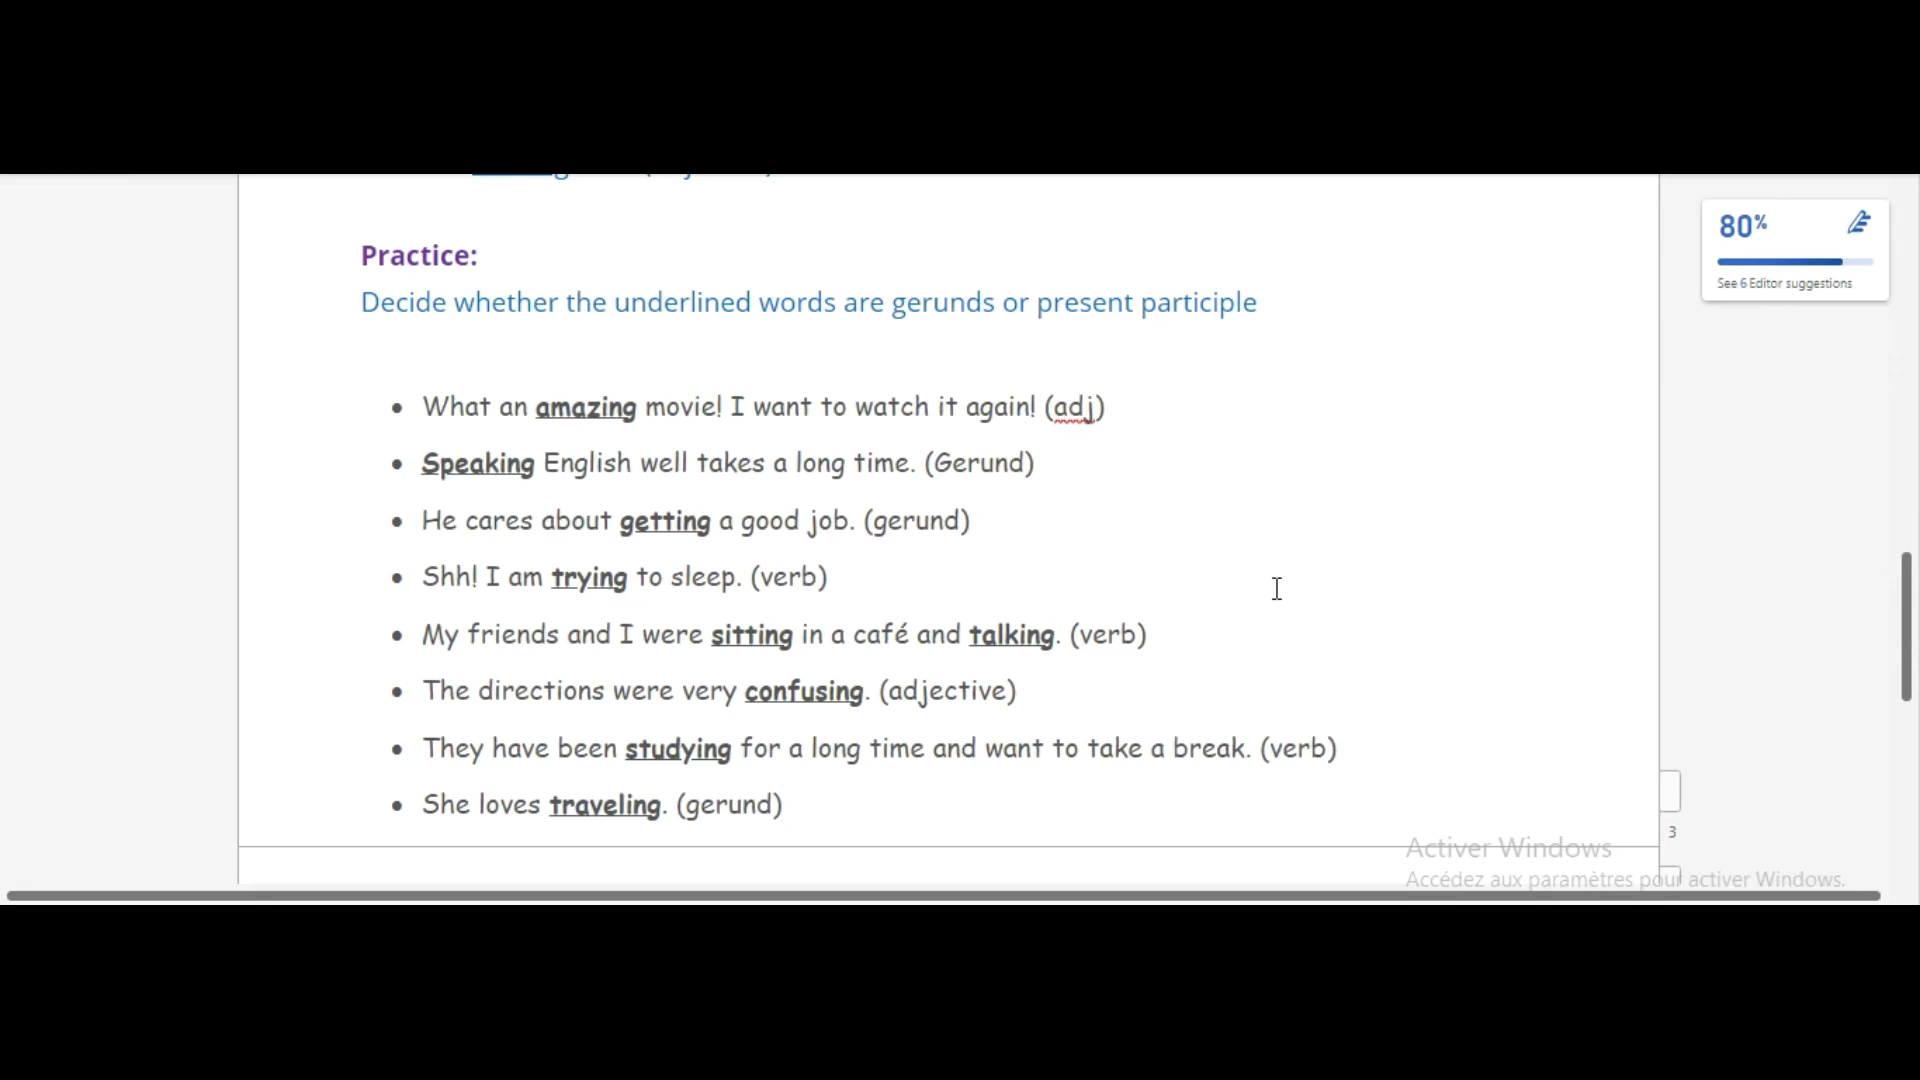 Practice:
Decide whether the underlined words are gerunds or present participle
What an amazing movie! I want to watch it again! (adj)
Speaking English well takes a long time. (Gerund)
He cares about getting a good job. (gerund)
Shh! I am trying to sleep. (verb)
My friends and I were sitting in a café and talking. (verb)
The directions were very confusing. (adjective)
They have been studying for a long time and want to take a break. (verb)
She loves traveling. (gerund)
80%
See 6 Editor suggestions
3
Activer Windows
Accédez aux paramètres pour activer Windows.